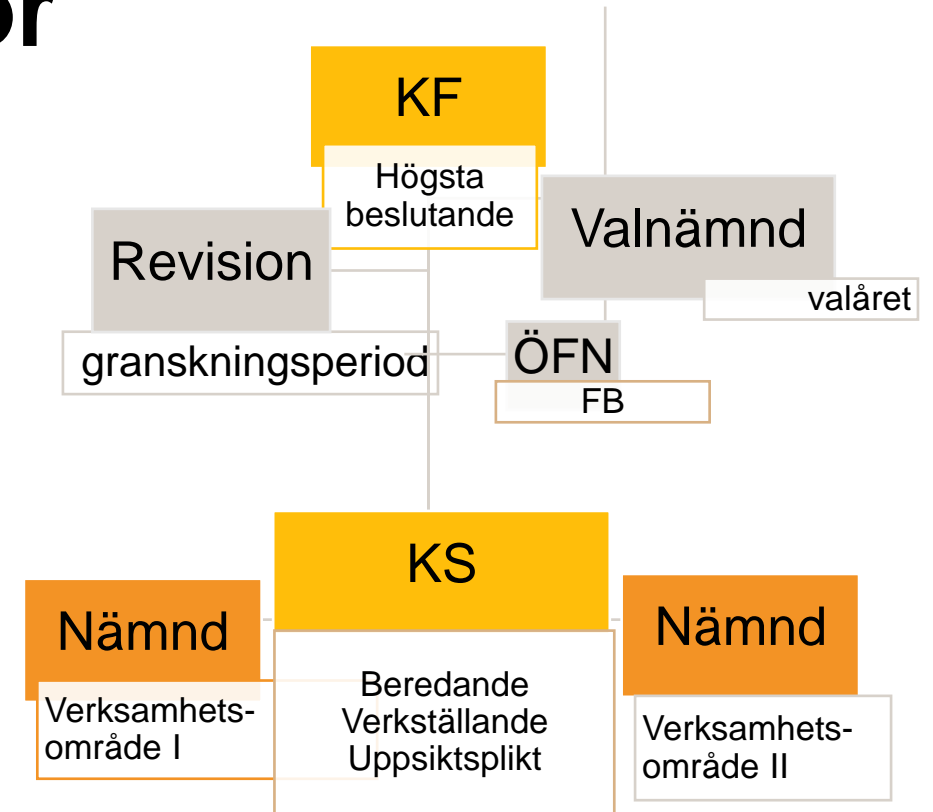 or
KF
Högsta
beslutande
Revision
granskningsperiod
Valnämnd
valåret
ÖFN
FB
KS
Beredande
Verkställande
Uppsiktsplikt
Nämnd
Verksamhets-
område I
Nämnd
Verksamhets-
område II